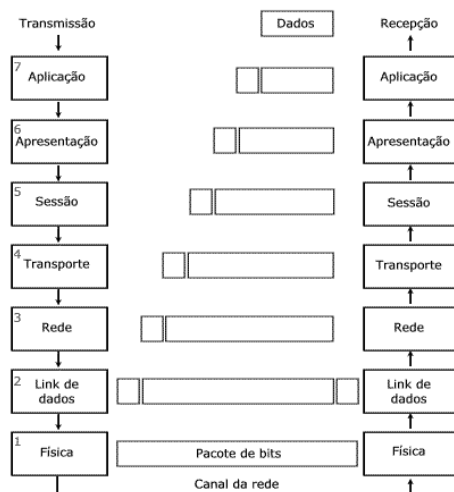 Transmissão Dados Recepção
7 Aplicação Aplicação
6 Apresentação Apresentação
5 Sessão Sessão
4 Transporte Transporte
3 Rede Rede
2 Link de dados Link de dados
1 Física Pacote de bits Física
Canal da rede